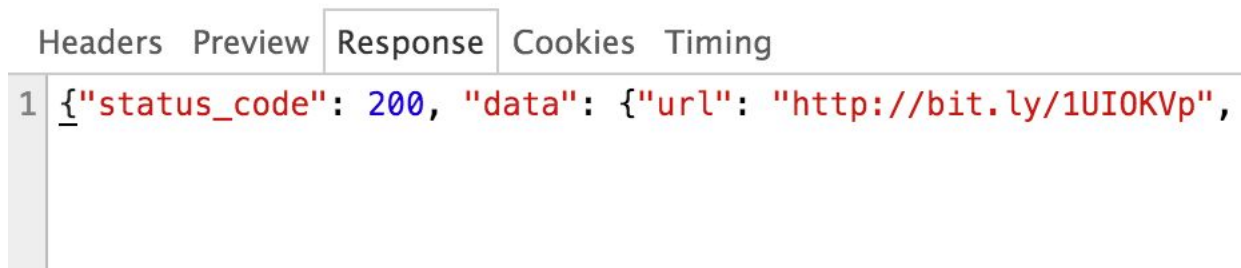 Headers Preview Response Cookies Timing
1 {"status_code": 200, "data": {"url": "http://bit.ly/1UIOKVp",